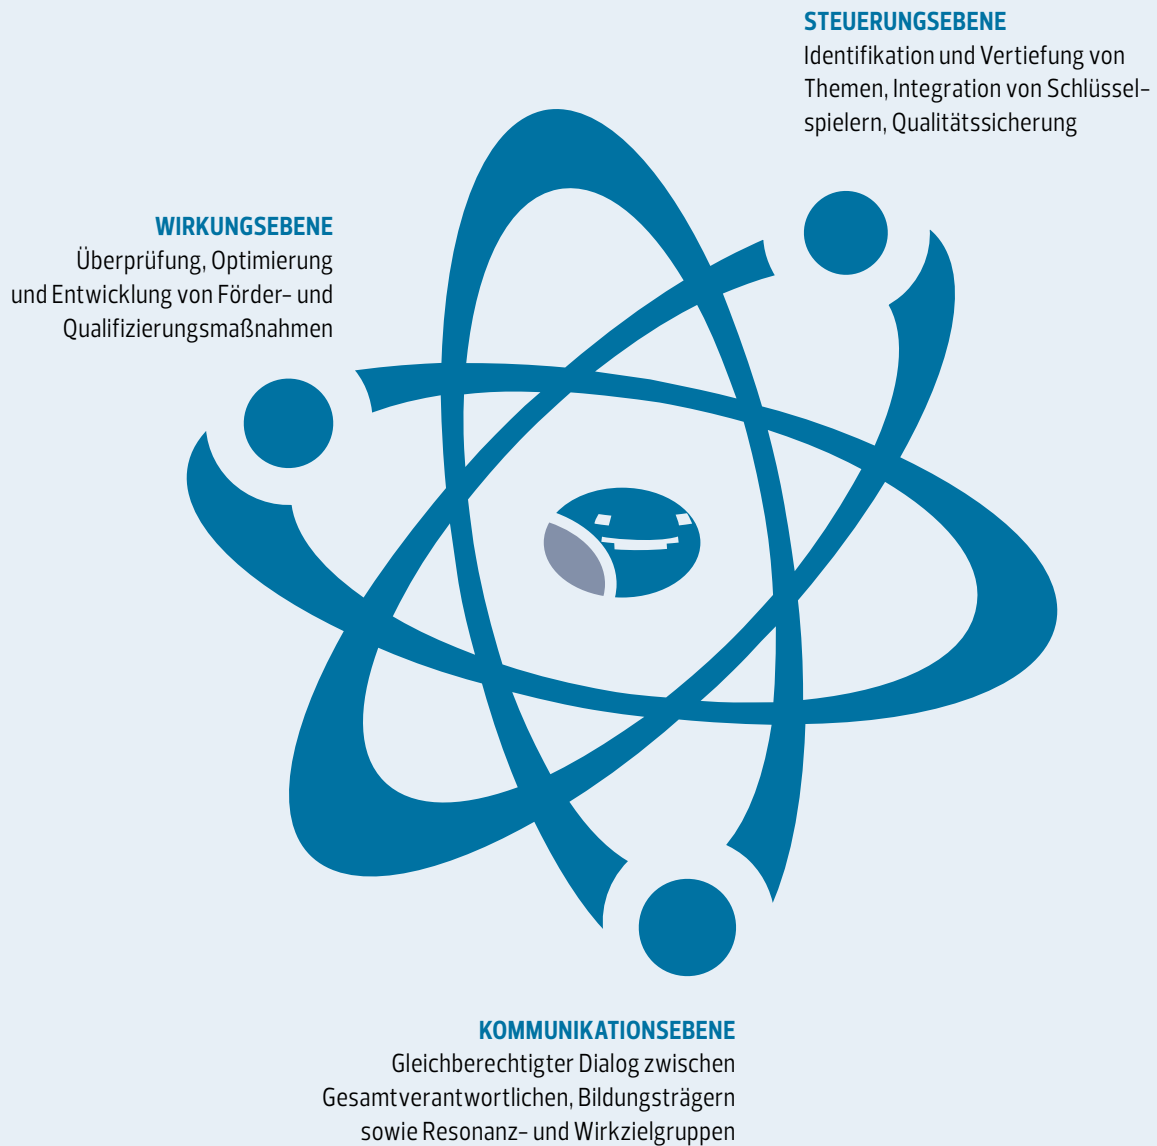 STEUERUNGSEBENE
Identifikation und Vertiefung von
Themen, Integration von Schlüssel-
spielern, Qualitätssicherung
WIRKUNGSEBENE
Überprüfung, Optimierung
und Entwicklung von Förder- und
Qualifizierungsmaßnahmen
KOMMUNIKATIONSEBENE
Gleichberechtigter Dialog zwischen
Gesamtverantwortlichen, Bildungsträgern
sowie Resonanz- und Wirkzielgruppen